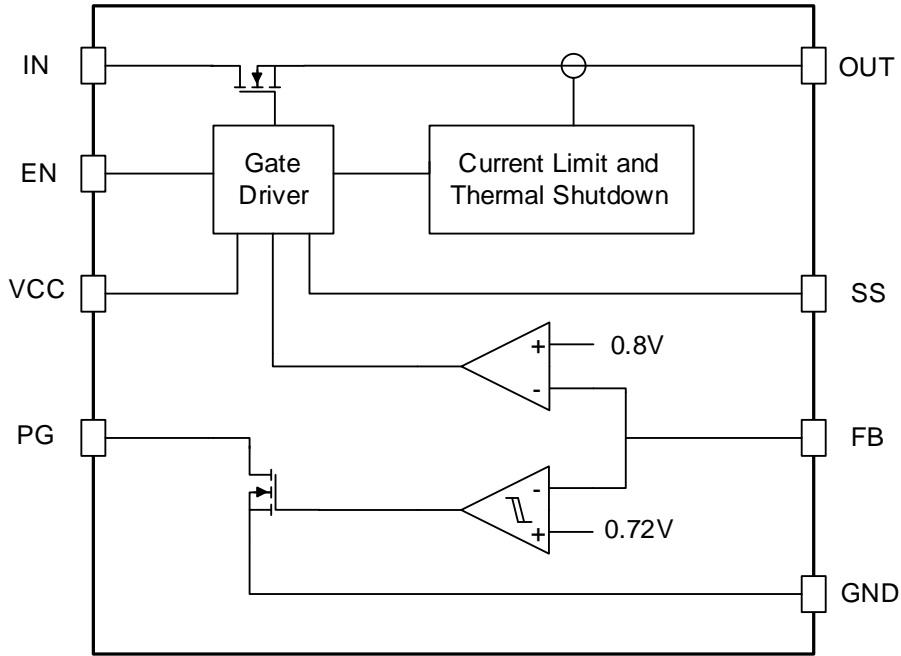 IN
OUT
EN
Gate
Driver
Current Limit and
Thermal Shutdown
VCC
SS
+
0.8V
-
PG
FB
-
+
0.72V
GND